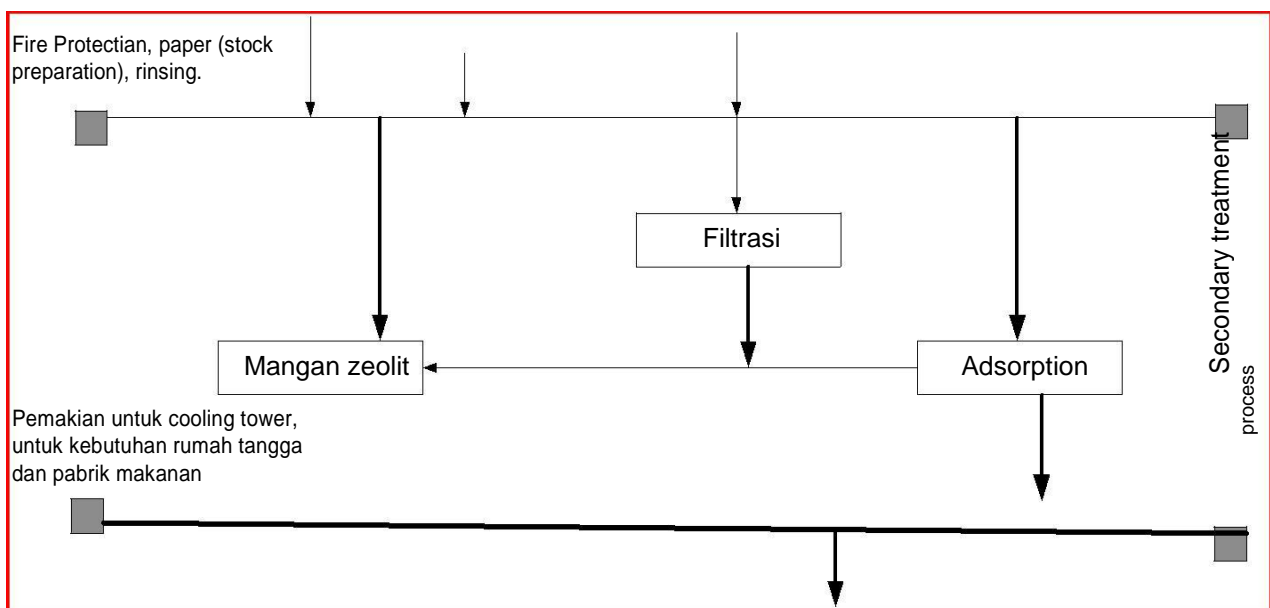 Fire Protectian, paper (stock
preparation), rinsing.
Filtrasi
Secondary treatment
process
Mangan zeolit
Adsorption
Pemakian untuk cooling tower,
untuk kebutuhan rumah tangga
dan pabrik makanan